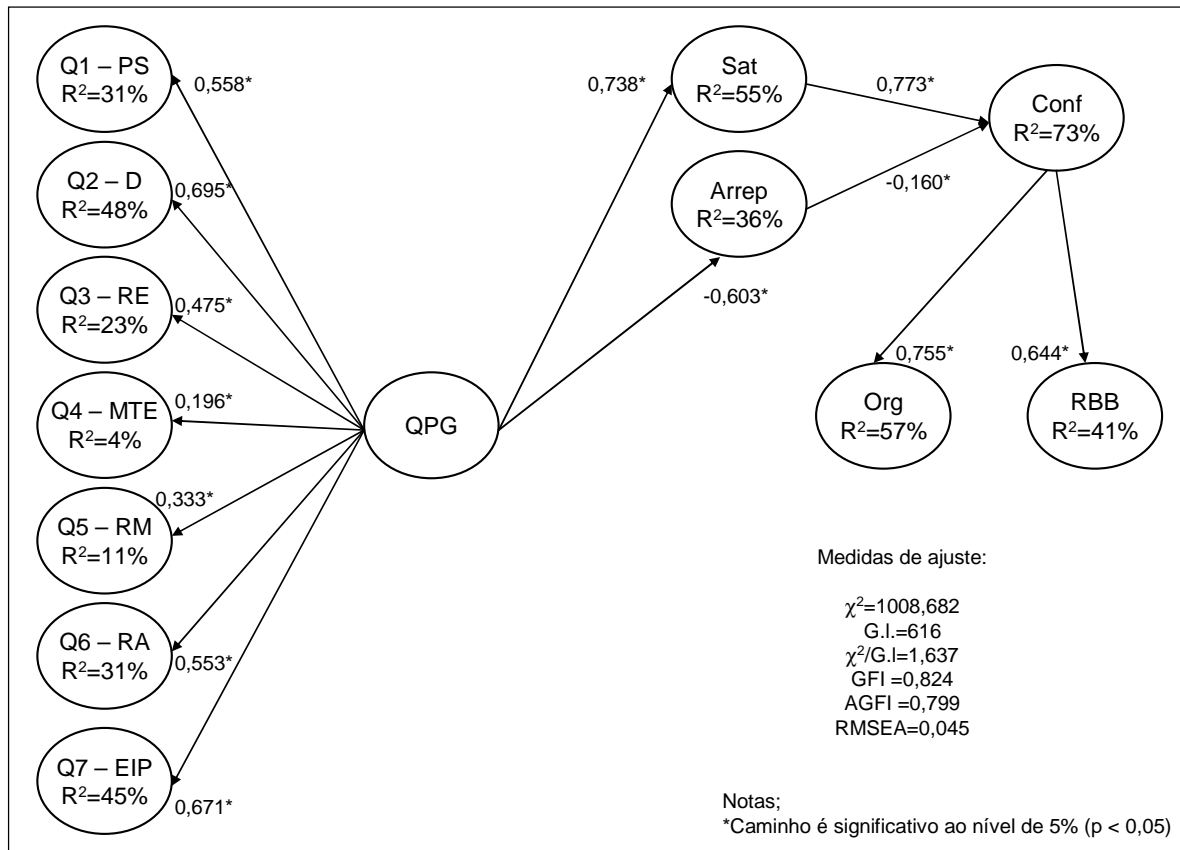 Q1 – PS
R²=31%
0,558*
Q2 – D
R²=48%
0,695*
Q3 – RE
R²=23%
0,475*
Q4 – MTE
R²=4%
0,196*
Q5 – RM
R²=11%
0,333*
Q6 – RA
R²=31%
0,553*
Q7 – EIP
R²=45%
0,671*
QPG
0,738*
-0,603*
Sat
R²=55%
Arrep
R²=36%
0,773*
-0,160*
Conf
R²=73%
0,755*
0,644*
Org
R²=57%
RBB
R²=41%
Medidas de ajuste:
χ²=1008,682
G.l.=616
χ²/G.l=1,637
GFI =0,824
AGFI =0,799
RMSEA=0,045
Notas;
*Caminho é significativo ao nível de 5% (p < 0,05)